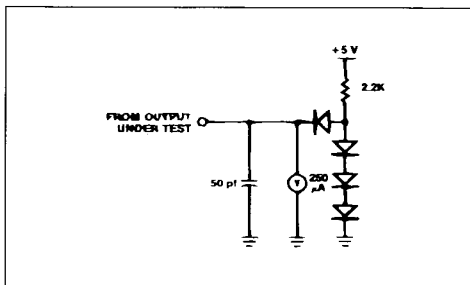 +5 V
2.2K
FROM OUTPUT
UNDER TEST
50 pf
250
μA